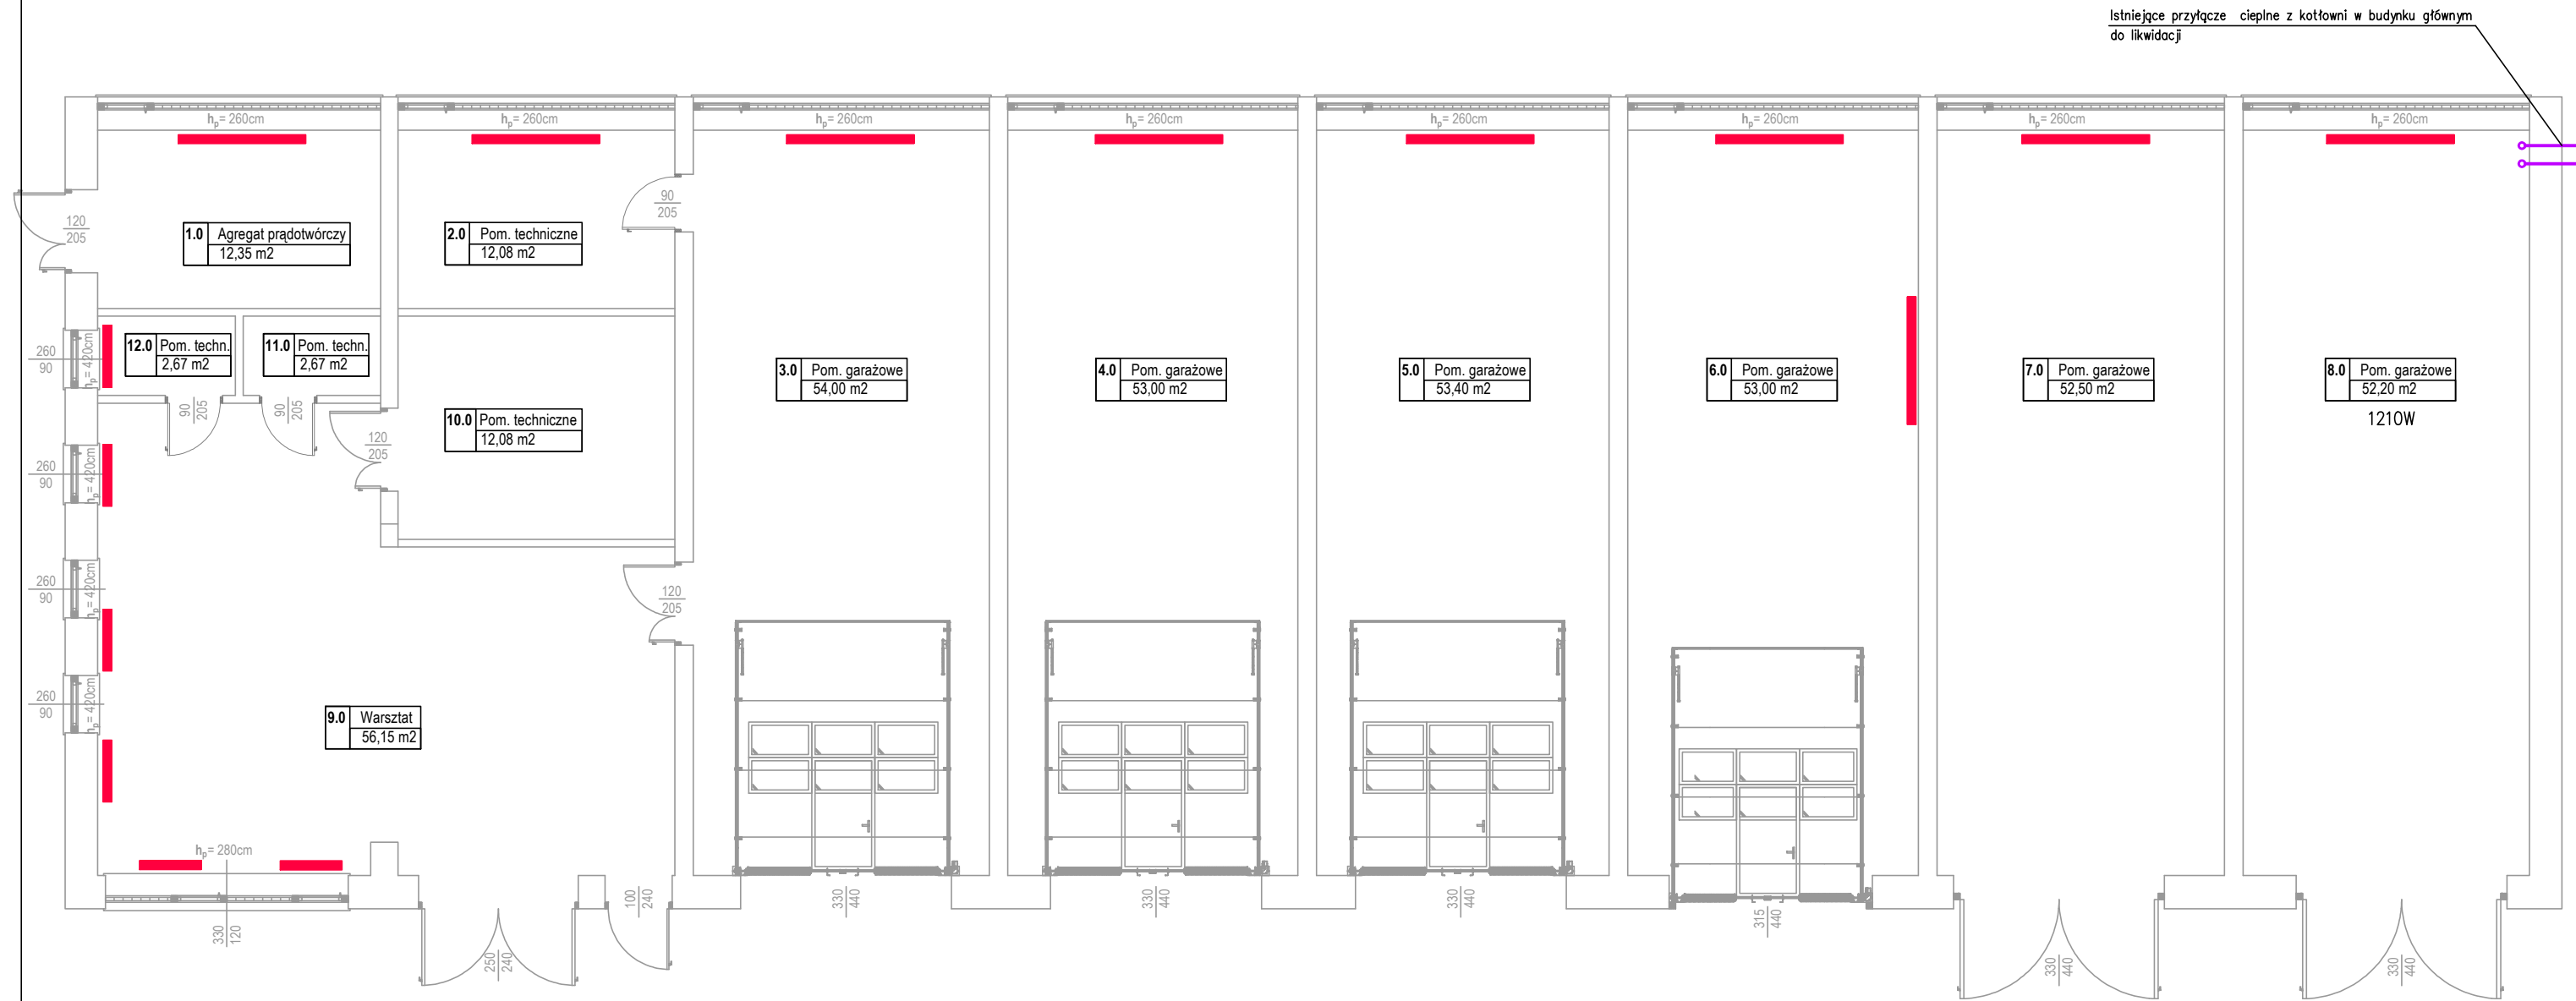 Istniejące przyłącze cieplne z kotłowni w budynku głównym
do likwidacji
hp= 260cm
hp= 260cm
hp= 260cm
hp= 260cm
hp= 260cm
hp= 260cm
hp= 260cm
hp= 260cm
120
205
90
205
1.0 Agregat prądotwórczy
12,35 m2
2.0 Pom. techniczne
12,08 m2
260
90
hp= 420cm
12.0 Pom. techn.
2,67 m2
11.0 Pom. techn.
2,67 m2
3.0 Pom. garażowe
54,00 m2
4.0 Pom. garażowe
53,00 m2
5.0 Pom. garażowe
53,40 m2
6.0 Pom. garażowe
53,00 m2
7.0 Pom. garażowe
52,50 m2
8.0 Pom. garażowe
52,20 m2
1210W
90
205
90
205
120
205
10.0 Pom. techniczne
12,08 m2
260
90
hp= 420cm
260
90
hp= 420cm
120
205
260
90
hp= 420cm
9.0 Warsztat
56,15 m2
hp= 280cm
330
120
250
240
100
240
330
440
330
440
330
440
315
440
330
440
330
440